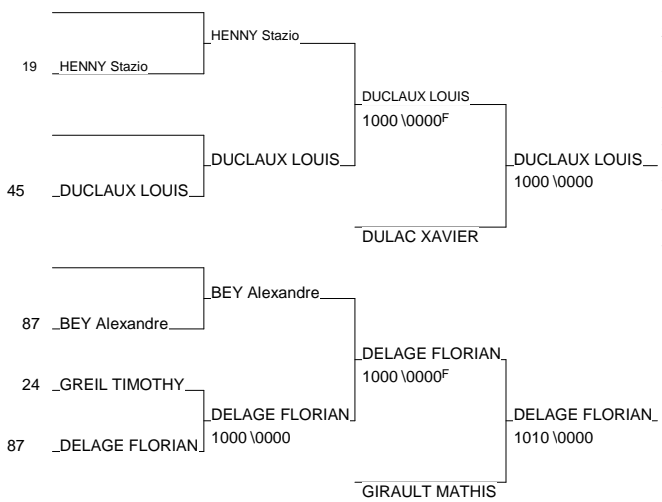 HENNY Stazio
19 HENNY Stazio
DUCLAUX LOUIS
1000 \0000F
DUCLAUX LOUIS
DUCLAUX LOUIS
1000 \0000
45 DUCLAUX LOUIS
DULAC XAVIER
BEY Alexandre
87 BEY Alexandre
DELAGE FLORIAN
1000 \0000F
24 GREIL TIMOTHY
DELAGE FLORIAN
1000 \0000
DELAGE FLORIAN
1010 \0000
87 DELAGE FLORIAN
GIRAULT MATHIS